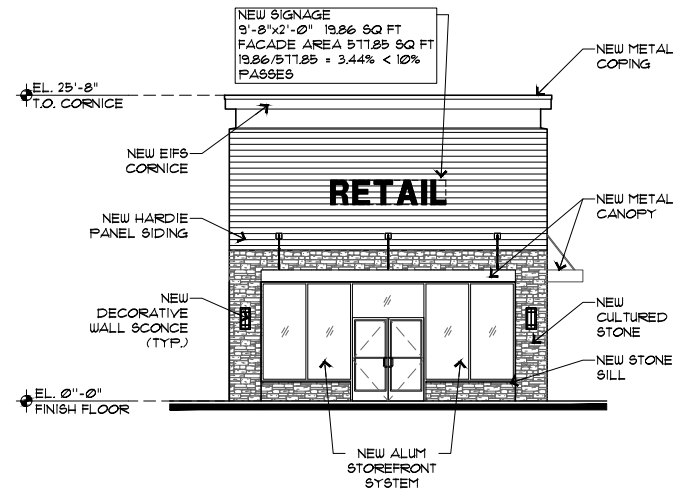 NEW SIGNAGE
9'-8"x2'-0" 19.86 SQ FT
FACADE AREA 577.85 SQ FT
19.86/577.85 = 3.44% < 10%
PASSES
NEW METAL
COPING
EL. 25'-8"
T.O. CORNICE
NEW EIFS
CORNICE
RETAIL
NEW METAL
CANOPY
NEW HARDIE
PANEL SIDING
NEW
DECORATIVE
WALL SCONCE
(TYP.)
NEW
CULTURED
STONE
NEW STONE
SILL
EL. 0"-0"
FINISH FLOOR
NEW ALUM
STOREFRONT
SYSTEM